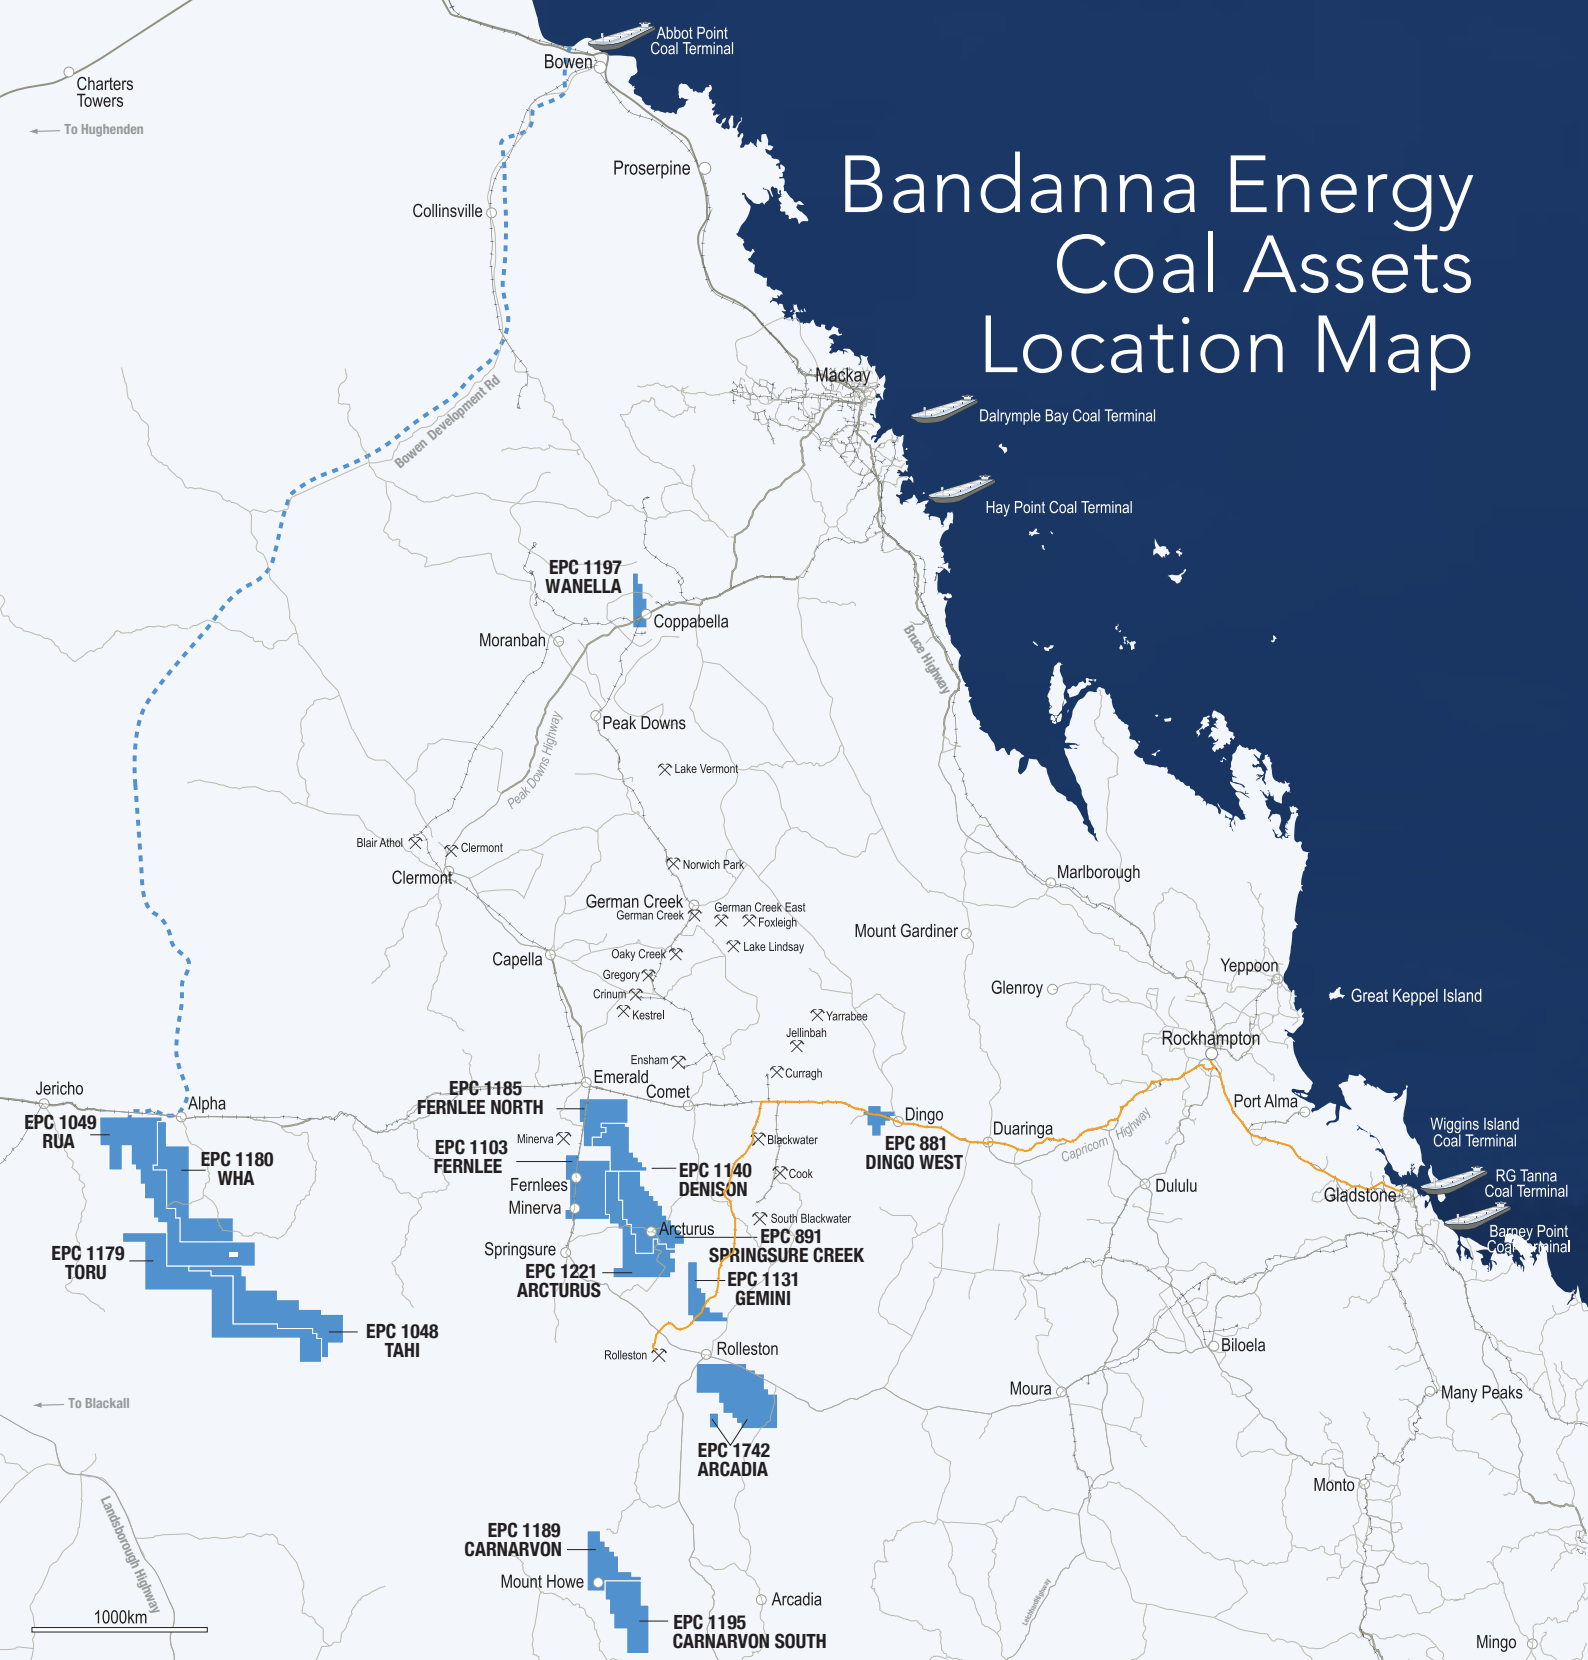 Abbot Point
Coal Terminal
Bowen
Charters
Towers
To Hughenden
Proserpine
Bandanna Energy
Coal Assets
Location Map
Collinsville
Mackay
Bowen Development Rd
Dalrymple Bay Coal Terminal
Hay Point Coal Terminal
EPC 1197
WANELLA
Coppabella
Moranbah
Bruce Highway
Peak Downs
Peak Downs Highway
Lake Vermont
Blair Athol
Clermont
Clermont
Norwich Park
Marlborough
German Creek
German Creek
German Creek East
Foxleigh
Mount Gardiner
Lake Lindsay
Oaky Creek
Capella
Gregory
Yeppoon
Crinum
Glenroy
Great Keppel Island
Kestrel
Yarrabee
Jellinbah
Rockhampton
Ensham
Curragh
Emerald
Comet
Jericho
EPC 1185
FERNLEE NORTH
Alpha
Port Alma
Dingo
EPC 1049
RUA
Duaringa
Capricorn Highway
Wiggins Island
Coal Terminal
Minerva
Blackwater
EPC 881
DINGO WEST
EPC 1103
FERNLEE
EPC 1180
WHA
EPC 1140
DENISON
Cook
RG Tanna
Coal Terminal
Fernlees
Dululu
Gladstone
Minerva
South Blackwater
Arcturus
Barney Point
Coal Terminal
EPC 891
SPRINGSURE CREEK
Springsure
EPC 1179
TORU
EPC 1221
ARCTURUS
EPC 1131
GEMINI
EPC 1048
TAHI
Rolleston
Rolleston
Biloela
Moura
Many Peaks
To Blackall
EPC 1742
ARCADIA
Monto
Landsborough Highway
EPC 1189
CARNARVON
Mount Howe
Arcadia
Leichhardt Highway
1000km
EPC 1195
CARNARVON SOUTH
Mingo